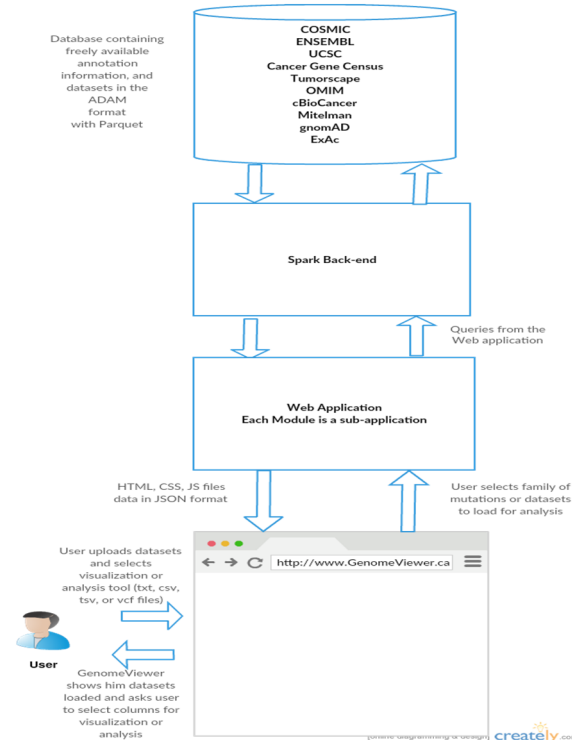 Database containing
freely available
annotation
information, and
datasets in the
ADAM
format
with Parquet
COSMIC
ENSEMBL
UCSC
Cancer Gene Census
Tumorscape
OMIM
cBioCancer
Mitelman
gnomAD
ExAc
Spark Back-end
Queries from the
Web application
Web Application
Each Module is a sub-application
HTML, CSS, JS files
data in JSON format
User selects family of
mutations or datasets
to load for analysis
http://www.GenomeViewer.ca
User uploads datasets
and selects
visualization or
analysis tool (txt, csv,
tsv, or vcf files)
User
GenomeViewer
shows him datasets
loaded and asks user
to select columns for
visualization or
analysis
[online diagramming & design] creately.co